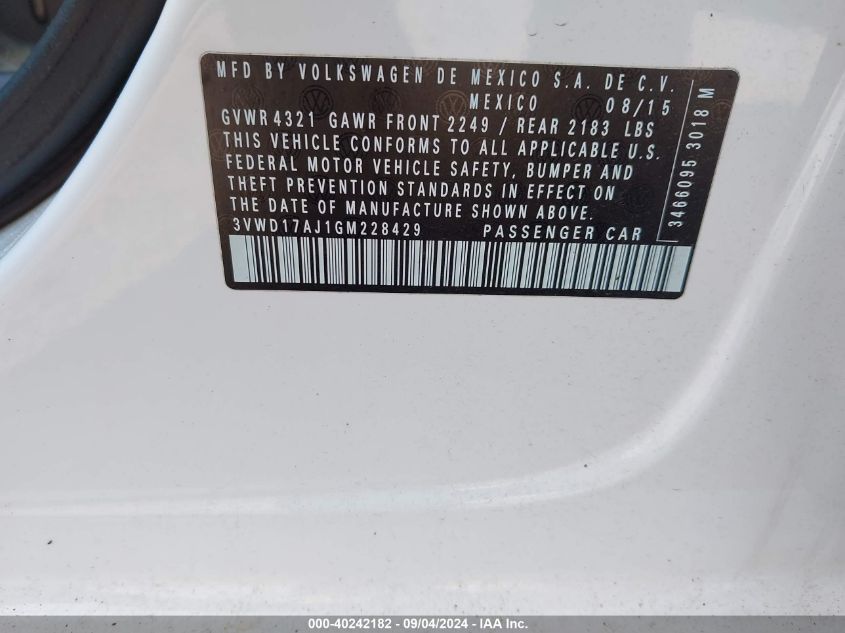 MFD BY VOLKSWAGEN DE MEXICO S.A. DE C.V.
MEXICO 08/15
GVWR 4321 GAWR FRONT 2249 / REAR 2183 LBS
THIS VEHICLE CONFORMS TO ALL APPLICABLE U.S.
FEDERAL MOTOR VEHICLE SAFETY, BUMPER AND
THEFT PREVENTION STANDARDS IN EFFECT ON
THE DATE OF MANUFACTURE SHOWN ABOVE.
3VWD17AJ1GM228429 PASSENGER CAR
3466095 3018 M
000-40242182 - 09/04/2024 - IAA Inc.